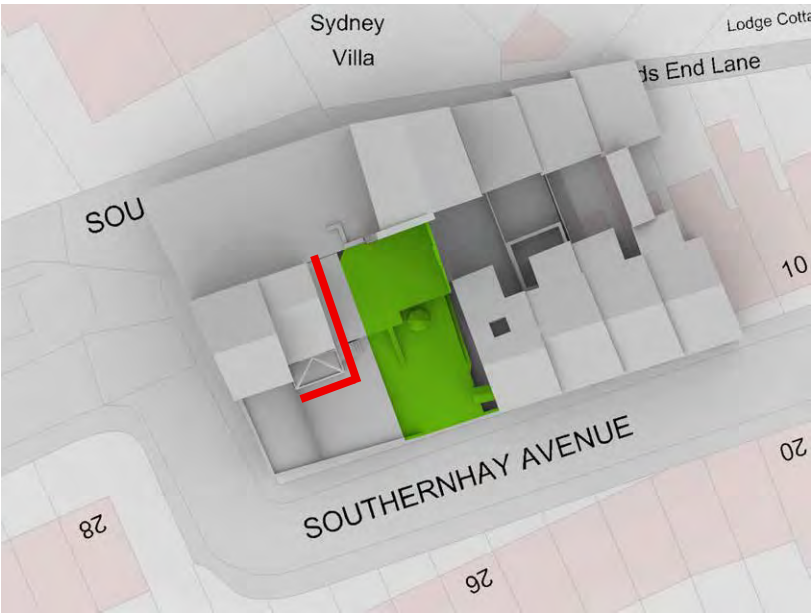 Sydney
Villa
Lodge Cotta
ds End Lane
SOU
10
SOUTHERNHAY AVENUE
20
28
26